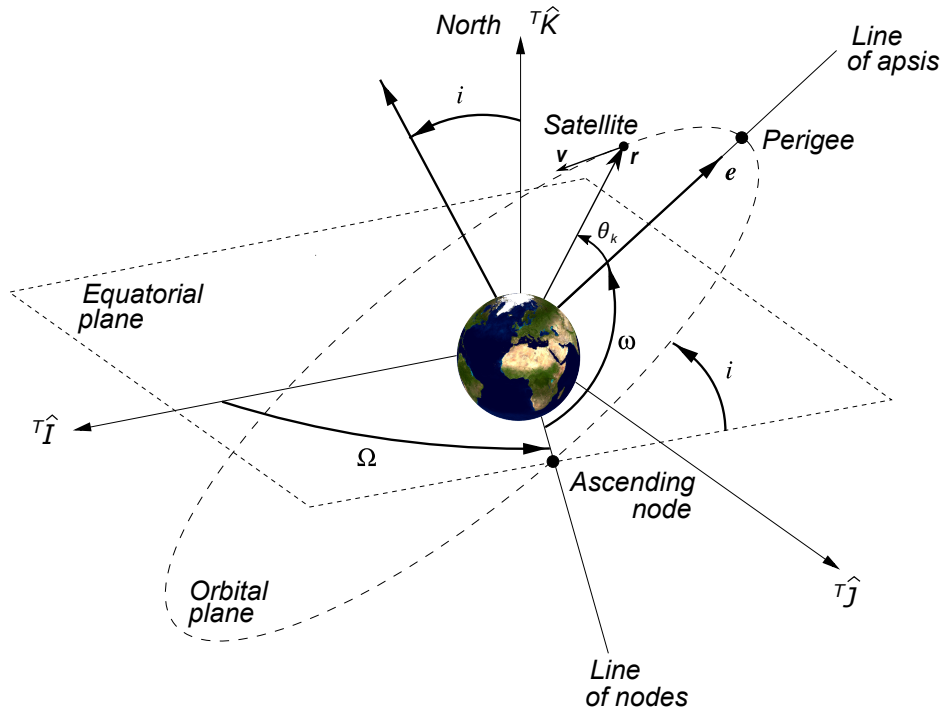 North
ᵀK̂
Line
of apsis
i
Satellite
Perigee
v
r
e
θₖ
Equatorial
plane
ω
i
ᵀÎ
Ω
Ascending
node
Orbital
plane
ᵀĴ
Line
of nodes